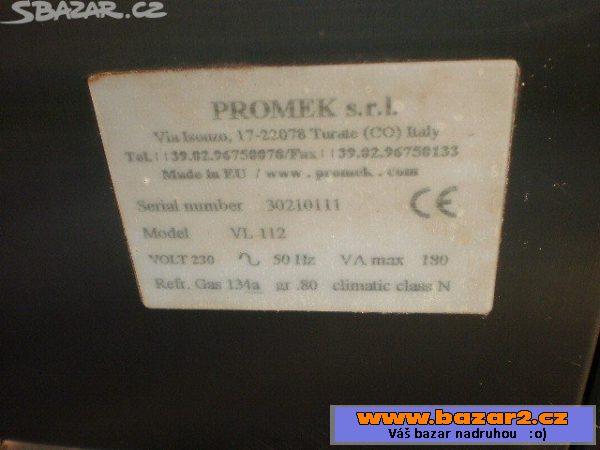 SBAZAR.CZ
PROMEK s.r.l.
Via Isonzo, 17-22078 Turate (CO) Italy
Tel.++39.02.96750070/Fax++39.02.96750133
Made in EU / www.promek.com
Serial number 30210111
CE
Model VL 112
VOLT 230 ∿ 50 Hz VA max 180
Refr. Gas 134a gr .80 climatic class N
www.bazar2.cz
Váš bazar nadruhou :o)